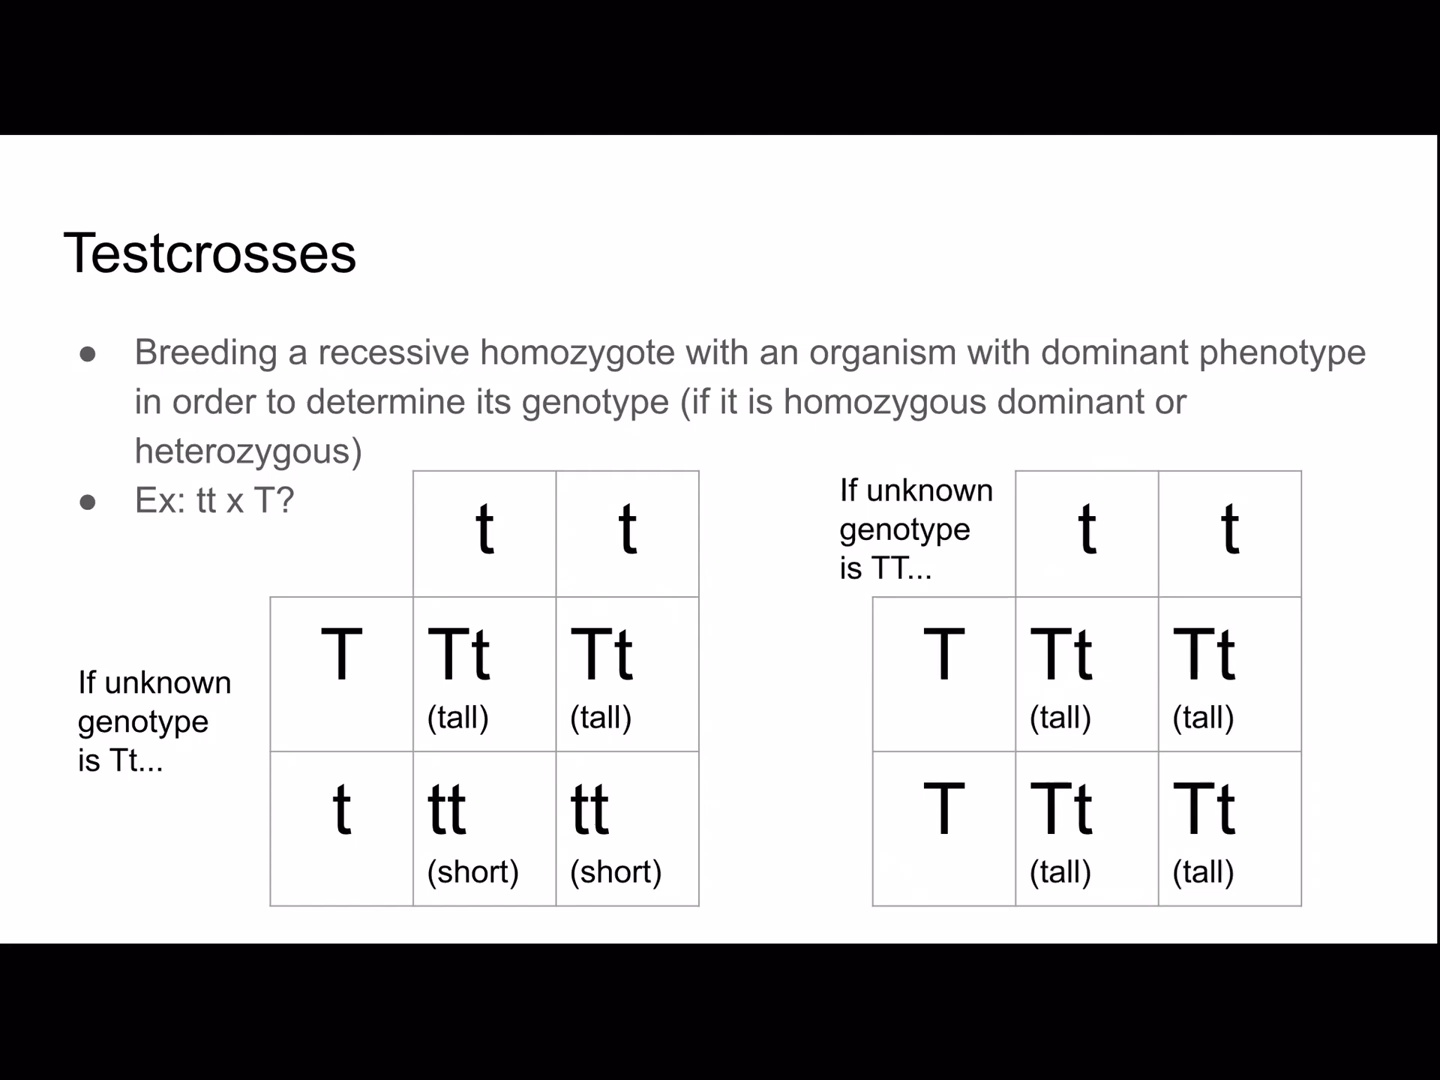 Testcrosses
● Breeding a recessive homozygote with an organism with dominant phenotype
in order to determine its genotype (if it is homozygous dominant or
heterozygous)
● Ex: tt x T?
If unknown
genotype
is Tt...
t t
T Tt Tt
(tall) (tall)
t tt tt
(short) (short)
If unknown
genotype
is TT...
t t
T Tt Tt
(tall) (tall)
T Tt Tt
(tall) (tall)